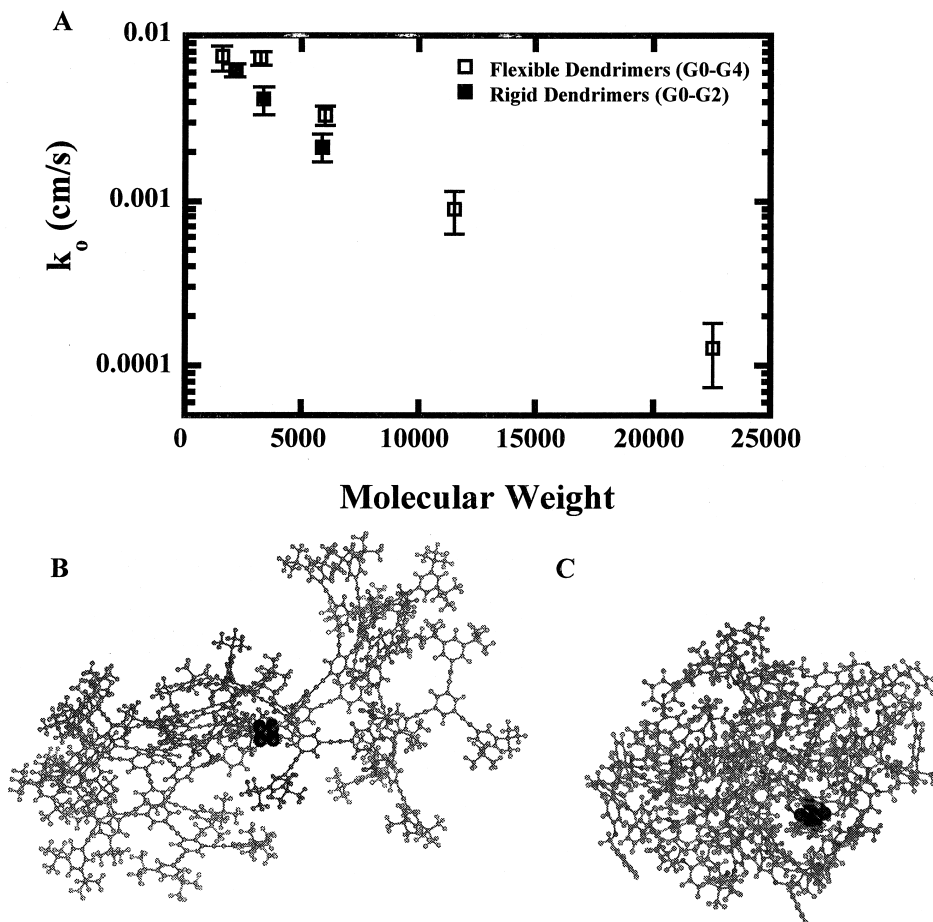 A
0.01
Flexible Dendrimers (G0-G4)
Rigid Dendrimers (G0-G2)
0.001
0.0001
k_o (cm/s)
0 5000 10000 15000 20000 25000
Molecular Weight
B
C